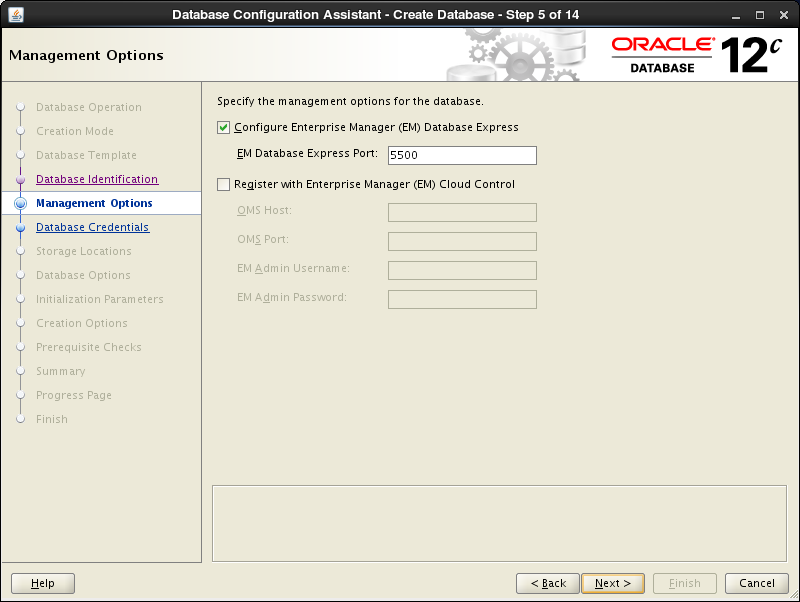 Database Configuration Assistant - Create Database - Step 5 of 14
Management Options
ORACLE®
DATABASE
12c
Database Operation
Creation Mode
Database Template
Database Identification
Management Options
Database Credentials
Storage Locations
Database Options
Initialization Parameters
Creation Options
Prerequisite Checks
Summary
Progress Page
Finish
Specify the management options for the database.
Configure Enterprise Manager (EM) Database Express
EM Database Express Port: 5500
Register with Enterprise Manager (EM) Cloud Control
OMS Host:
OMS Port:
EM Admin Username:
EM Admin Password:
Help
< Back
Next >
Finish
Cancel